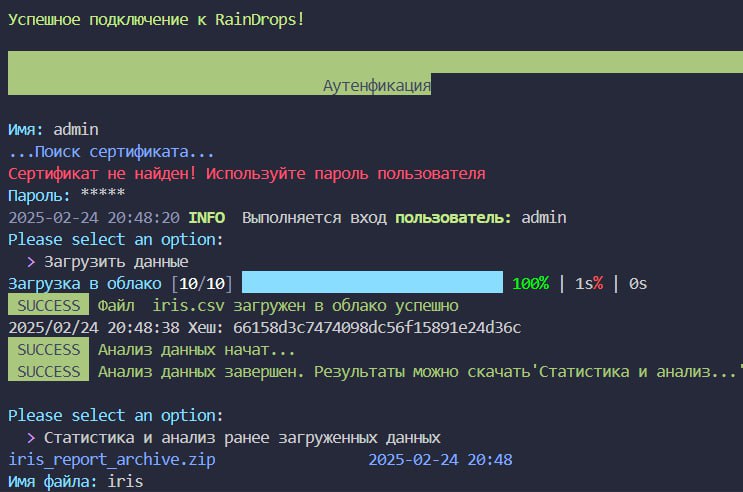 Успешное подключение к RainDrops!
Аутенфикация
Имя: admin
...Поиск сертификата...
Сертификат не найден! Используйте пароль пользователя
Пароль: *****
2025-02-24 20:48:20 INFO Выполняется вход пользователь: admin
Please select an option:
> Загрузить данные
Загрузка в облако [10/10] 100% | 1s% | 0s
SUCCESS Файл iris.csv загружен в облако успешно
2025/02/24 20:48:38 Хеш: 66158d3c7474098dc56f15891e24d36c
SUCCESS Анализ данных начат...
SUCCESS Анализ данных завершен. Результаты можно скачать'Статистика и анализ...'
Please select an option:
> Статистика и анализ ранее загруженных данных
iris_report_archive.zip 2025-02-24 20:48
Имя файла: iris